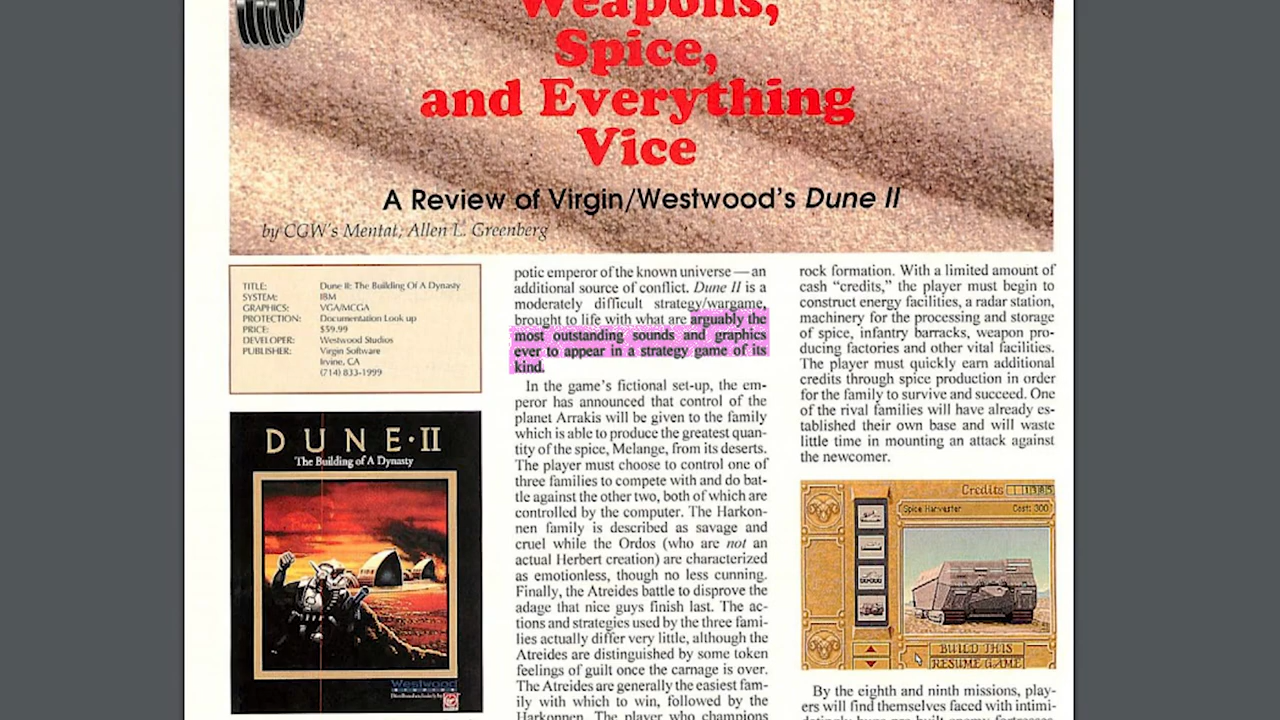 Weapons,
Spice,
and Everything
Vice
A Review of Virgin/Westwood's Dune II
by CGW's Mental, Allen L. Greenberg
TITLE: Dune II: The Building Of A Dynasty
SYSTEM: IBM
GRAPHICS: VGA/MCGA
PROTECTION: Documentation Look up
PRICE: $59.99
DEVELOPER: Westwood Studios
PUBLISHER: Virgin Software
Irvine, CA
(714) 833-1999
DUNE·II
The Building of A Dynasty
Westwood
potic emperor of the known universe — an
additional source of conflict. Dune II is a
moderately difficult strategy/wargame,
brought to life with what are arguably the
most outstanding sounds and graphics
ever to appear in a strategy game of its
kind.
In the game's fictional set-up, the em-
peror has announced that control of the
planet Arrakis will be given to the family
which is able to produce the greatest quan-
tity of the spice, Melange, from its deserts.
The player must choose to control one of
three families to compete with and do bat-
tle against the other two, both of which are
controlled by the computer. The Harkon-
nen family is described as savage and
cruel while the Ordos (who are not an
actual Herbert creation) are characterized
as emotionless, though no less cunning.
Finally, the Atreides battle to disprove the
adage that nice guys finish last. The ac-
tions and strategies used by the three fami-
lies actually differ very little, although the
Atreides are distinguished by some token
feelings of guilt once the carnage is over.
The Atreides are generally the easiest fam-
ily with which to win, followed by the
Harkonnen. The player who champions
rock formation. With a limited amount of
cash “credits,” the player must begin to
construct energy facilities, a radar station,
machinery for the processing and storage
of spice, infantry barracks, weapon pro-
ducing factories and other vital facilities.
The player must quickly earn additional
credits through spice production in order
for the family to survive and succeed. One
of the rival families will have already es-
tablished their own base and will waste
little time in mounting an attack against
the newcomer.
Credits
Spice Harvester Cost: 300
BUILD THIS
RESUME GAME
By the eighth and ninth missions, play-
ers will find themselves faced with intimi-
datingly huge pre-built enemy fortresses